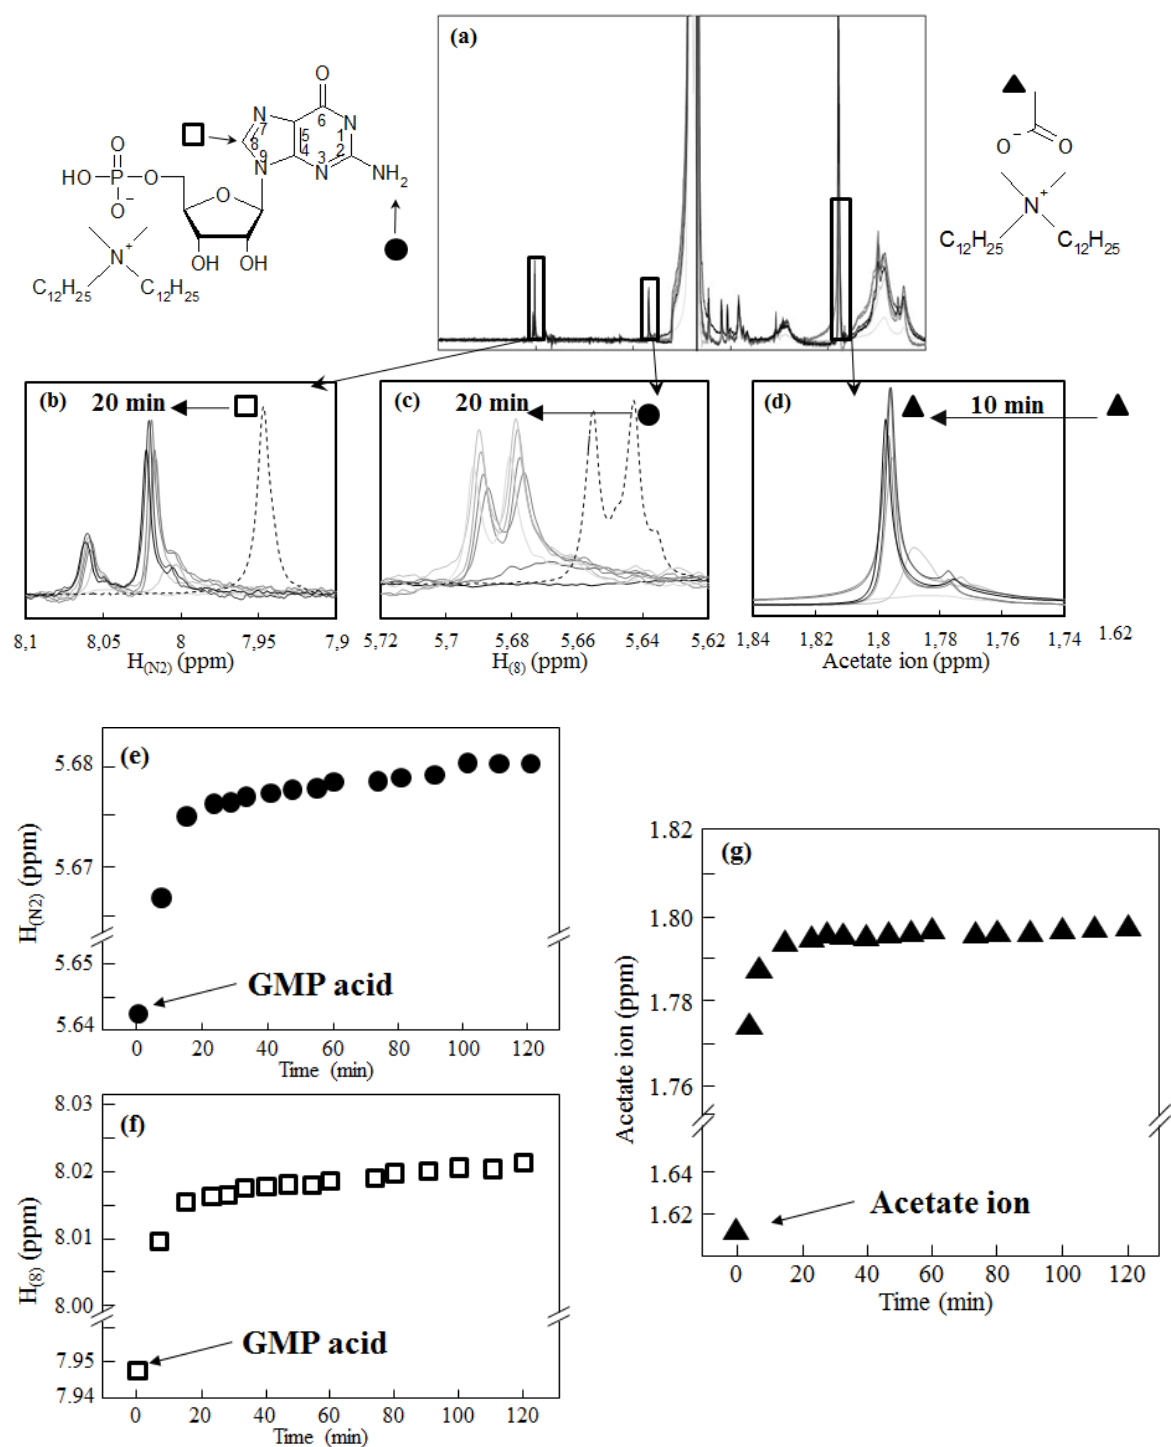 (a)
O
N
7
6
N
1
5
8
4
2
9
3
N
N
NH₂
O
HO P O
O⁻
O
OH OH
N⁺
C₁₂H₂₅ C₁₂H₂₅
O⁻ O
N⁺
C₁₂H₂₅ C₁₂H₂₅
(b) 20 min
8,1 8,05 8 7,95 7,9
H(N2) (ppm)
(c) 20 min
5,72 5,7 5,68 5,66 5,64 5,62
H(8) (ppm)
(d) 10 min
1,84 1,82 1,8 1,78 1,76 1,74 1.62
Acetate ion (ppm)
(e)
5.68
5.67
5.65
5.64
H(N2) (ppm)
GMP acid
0 20 40 60 80 100 120
Time (min)
(f)
8.03
8.02
8.01
8.00
7.95
7.94
H(8) (ppm)
GMP acid
0 20 40 60 80 100 120
Time (min)
(g)
1.82
1.80
1.78
1.76
1.64
1.62
Acetate ion (ppm)
Acetate ion
0 20 40 60 80 100 120
Time (min)